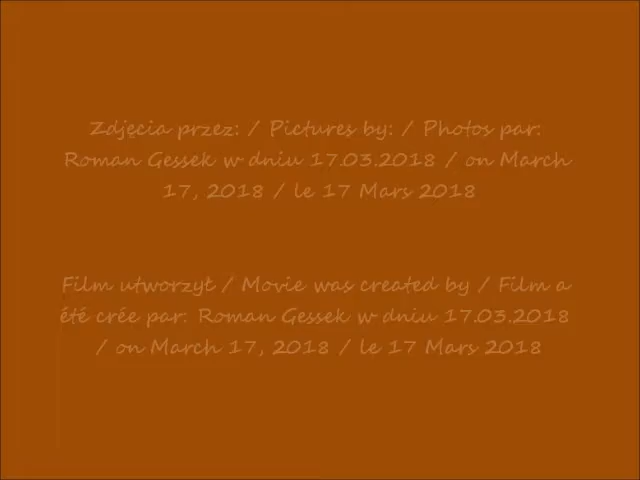 Zdjęcia przez: / Pictures by: / Photos par:
Roman Gessek w dniu 17.03.2018 / on March
17, 2018 / le 17 Mars 2018
Film utworzył / Movie was created by / Film a
été crée par: Roman Gessek w dniu 17.03.2018
/ on March 17, 2018 / le 17 Mars 2018